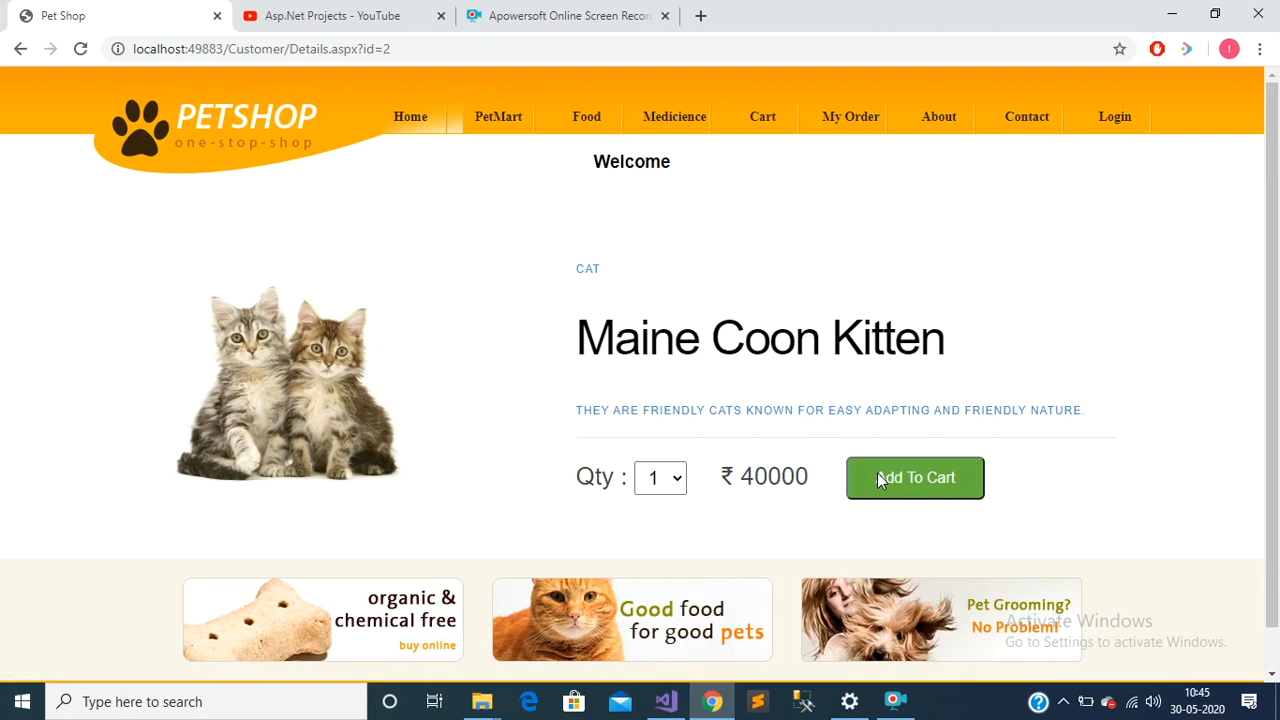 Pet Shop
Asp.Net Projects - YouTube
Apowersoft Online Screen Recor
localhost:49883/Customer/Details.aspx?id=2
I
PETSHOP
one-stop-shop
Home
PetMart
Food
Medicience
Cart
My Order
About
Contact
Login
Welcome
CAT
Maine Coon Kitten
THEY ARE FRIENDLY CATS KNOWN FOR EASY ADAPTING AND FRIENDLY NATURE.
Qty : 1 ₹ 40000 Add To Cart
organic &
chemical free
buy online
Good food
for good pets
Pet Grooming?
No Problem!
Activate Windows
Go to Settings to activate Windows.
Type here to search
10:45
30-05-2020